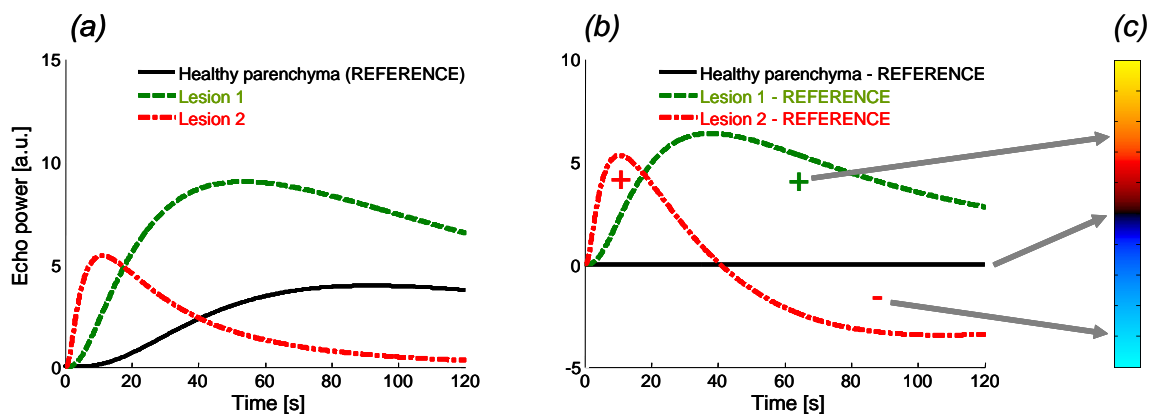 (a)
15
10
5
0
Echo power [a.u.]
Healthy parenchyma (REFERENCE)
Lesion 1
Lesion 2
0 20 40 60 80 100 120
Time [s]
(b)
10
5
0
-5
Healthy parenchyma - REFERENCE
Lesion 1 - REFERENCE
Lesion 2 - REFERENCE
+ +
-
0 20 40 60 80 100 120
Time [s]
(c)